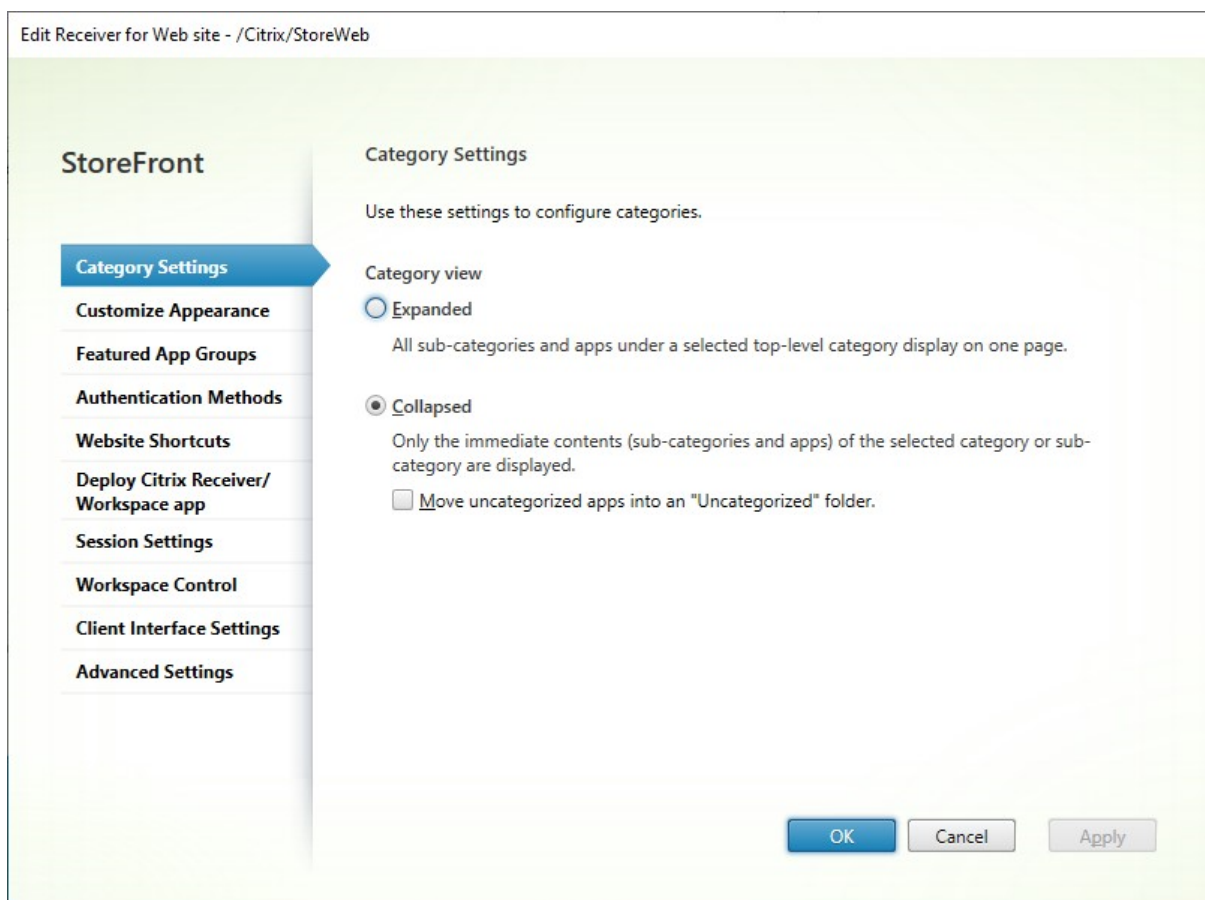 Edit Receiver for Web site - /Citrix/StoreWeb
StoreFront
Category Settings
Customize Appearance
Featured App Groups
Authentication Methods
Website Shortcuts
Deploy Citrix Receiver/
Workspace app
Session Settings
Workspace Control
Client Interface Settings
Advanced Settings
Category Settings
Use these settings to configure categories.
Category view
Expanded
All sub-categories and apps under a selected top-level category display on one page.
Collapsed
Only the immediate contents (sub-categories and apps) of the selected category or sub-
category are displayed.
Move uncategorized apps into an "Uncategorized" folder.
OK
Cancel
Apply